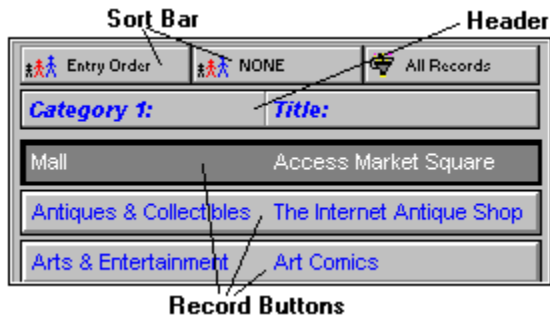 Sort Bar Header
Entry Order NONE All Records
Category 1: Title:
Mall Access Market Square
Antiques & Collectibles The Internet Antique Shop
Arts & Entertainment Art Comics
Record Buttons